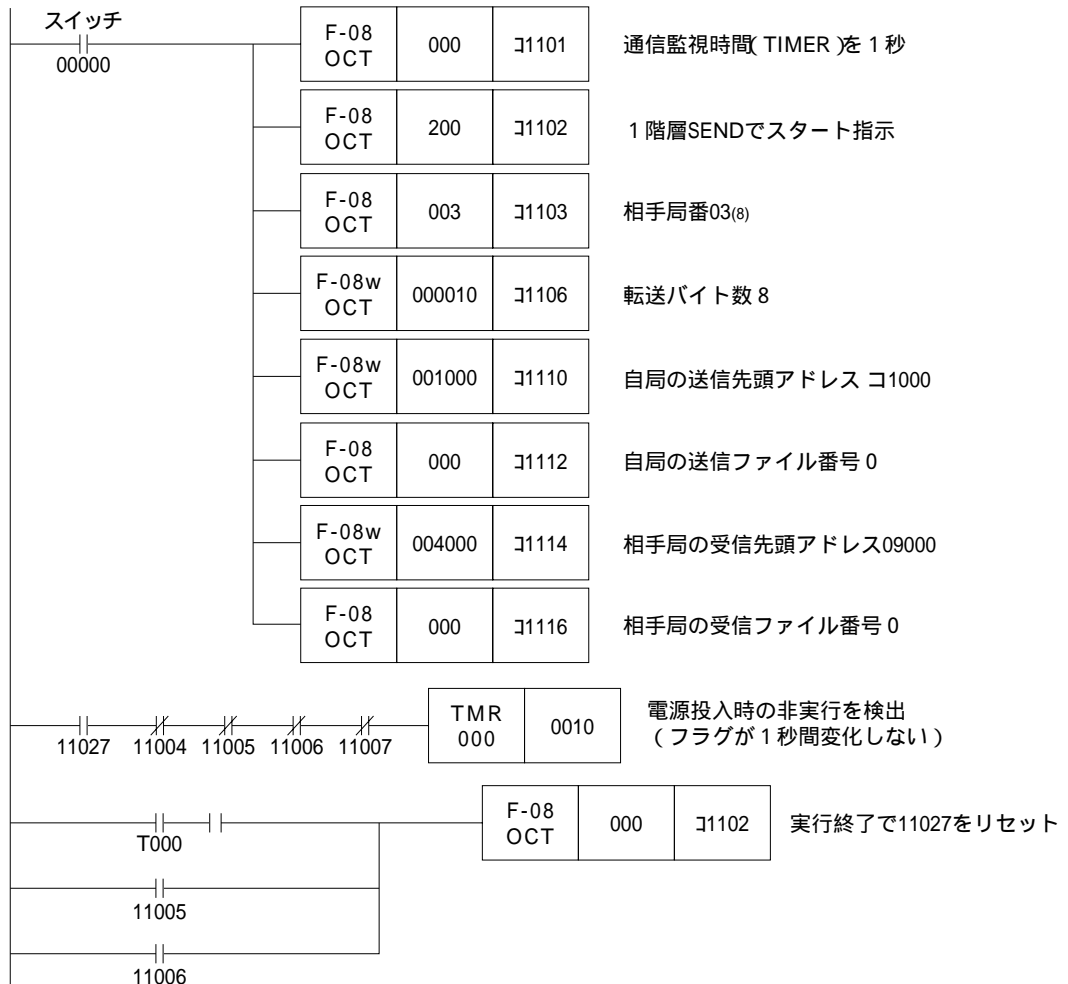 スイッチ
00000
F-08 OCT 000 コ1101 通信監視時間(TIMER)を1秒
F-08 OCT 200 コ1102 1階層SENDでスタート指示
F-08 OCT 003 コ1103 相手局番03(8)
F-08w OCT 000010 コ1106 転送バイト数8
F-08w OCT 001000 コ1110 自局の送信先頭アドレス コ1000
F-08 OCT 000 コ1112 自局の送信ファイル番号0
F-08w OCT 004000 コ1114 相手局の受信先頭アドレス09000
F-08 OCT 000 コ1116 相手局の受信ファイル番号0
11027 11004 11005 11006 11007
TMR 000 0010 電源投入時の非実行を検出
(フラグが1秒間変化しない)
T000
F-08 OCT 000 コ1102 実行終了で11027をリセット
11005
11006